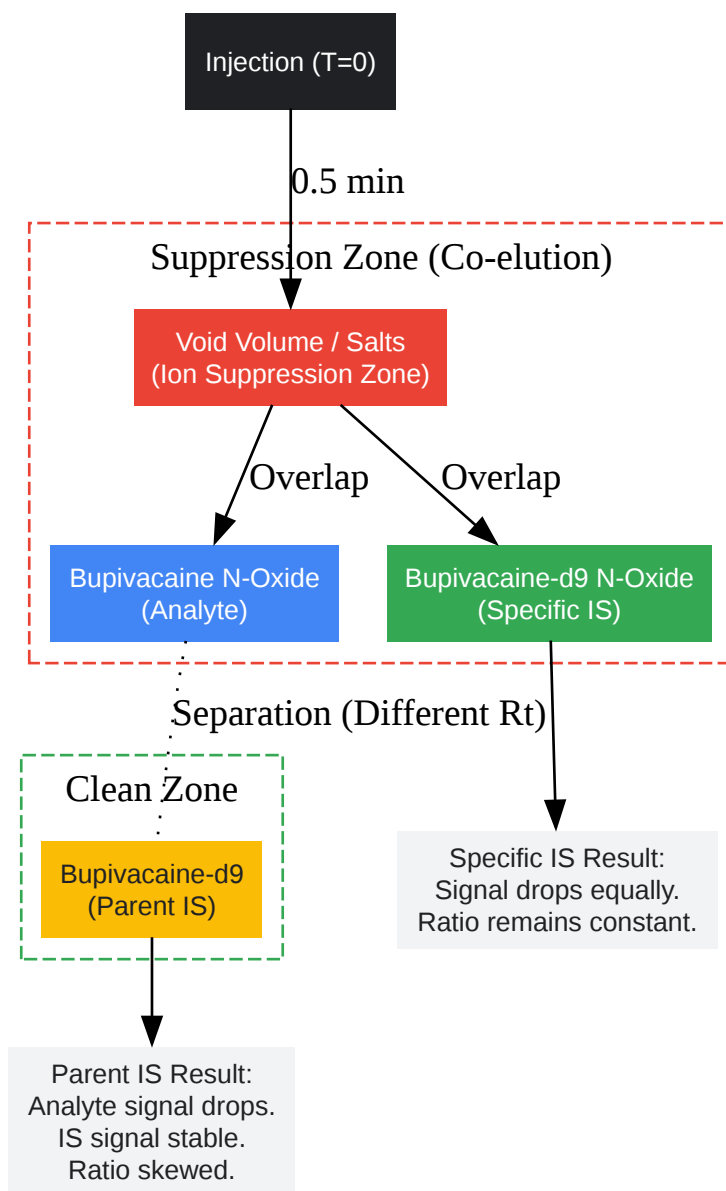 Injection (T=0)
0.5 min
Suppression Zone (Co-elution)
Void Volume / Salts
(Ion Suppression Zone)
Overlap
Overlap
Bupivacaine N-Oxide
(Analyte)
Bupivacaine-d9 N-Oxide
(Specific IS)
Separation (Different Rt)
Clean Zone
Bupivacaine-d9
(Parent IS)
Specific IS Result:
Signal drops equally.
Ratio remains constant.
Parent IS Result:
Analyte signal drops.
IS signal stable.
Ratio skewed.